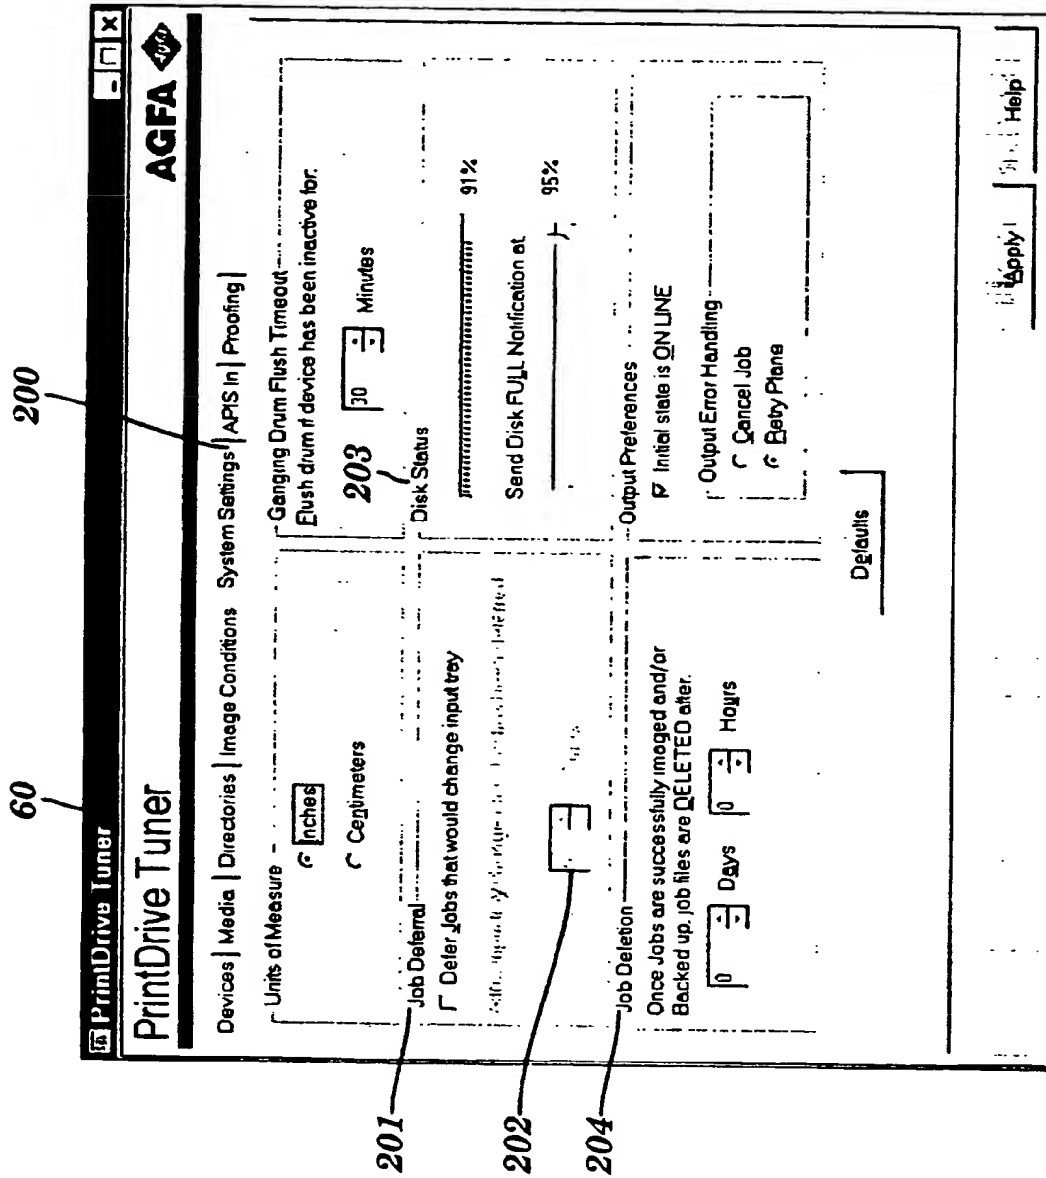 60
200
PrintDrive Tuner
PrintDrive Tuner
AGFA
Devices | Media | Directories | Image Conditions System Settings | APIS In | Proofing |
Units of Measure
Inches
Centimeters
Ganging Drum Flush Timeout
Flush drum if device has been inactive for:
30 Minutes
203
201
Job Deferral
Defer Jobs that would change input tray
202
Disk Status
91%
Send Disk FULL Notification at
95%
204
Job Deletion
Once Jobs are successfully imaged and/or
Backed up, job files are DELETED after.
0 Days 0 Hours
Output Preferences
Initial state is ONLINE
Output Error Handling
Cancel Job
Retry Plane
Defaults
Apply
Help